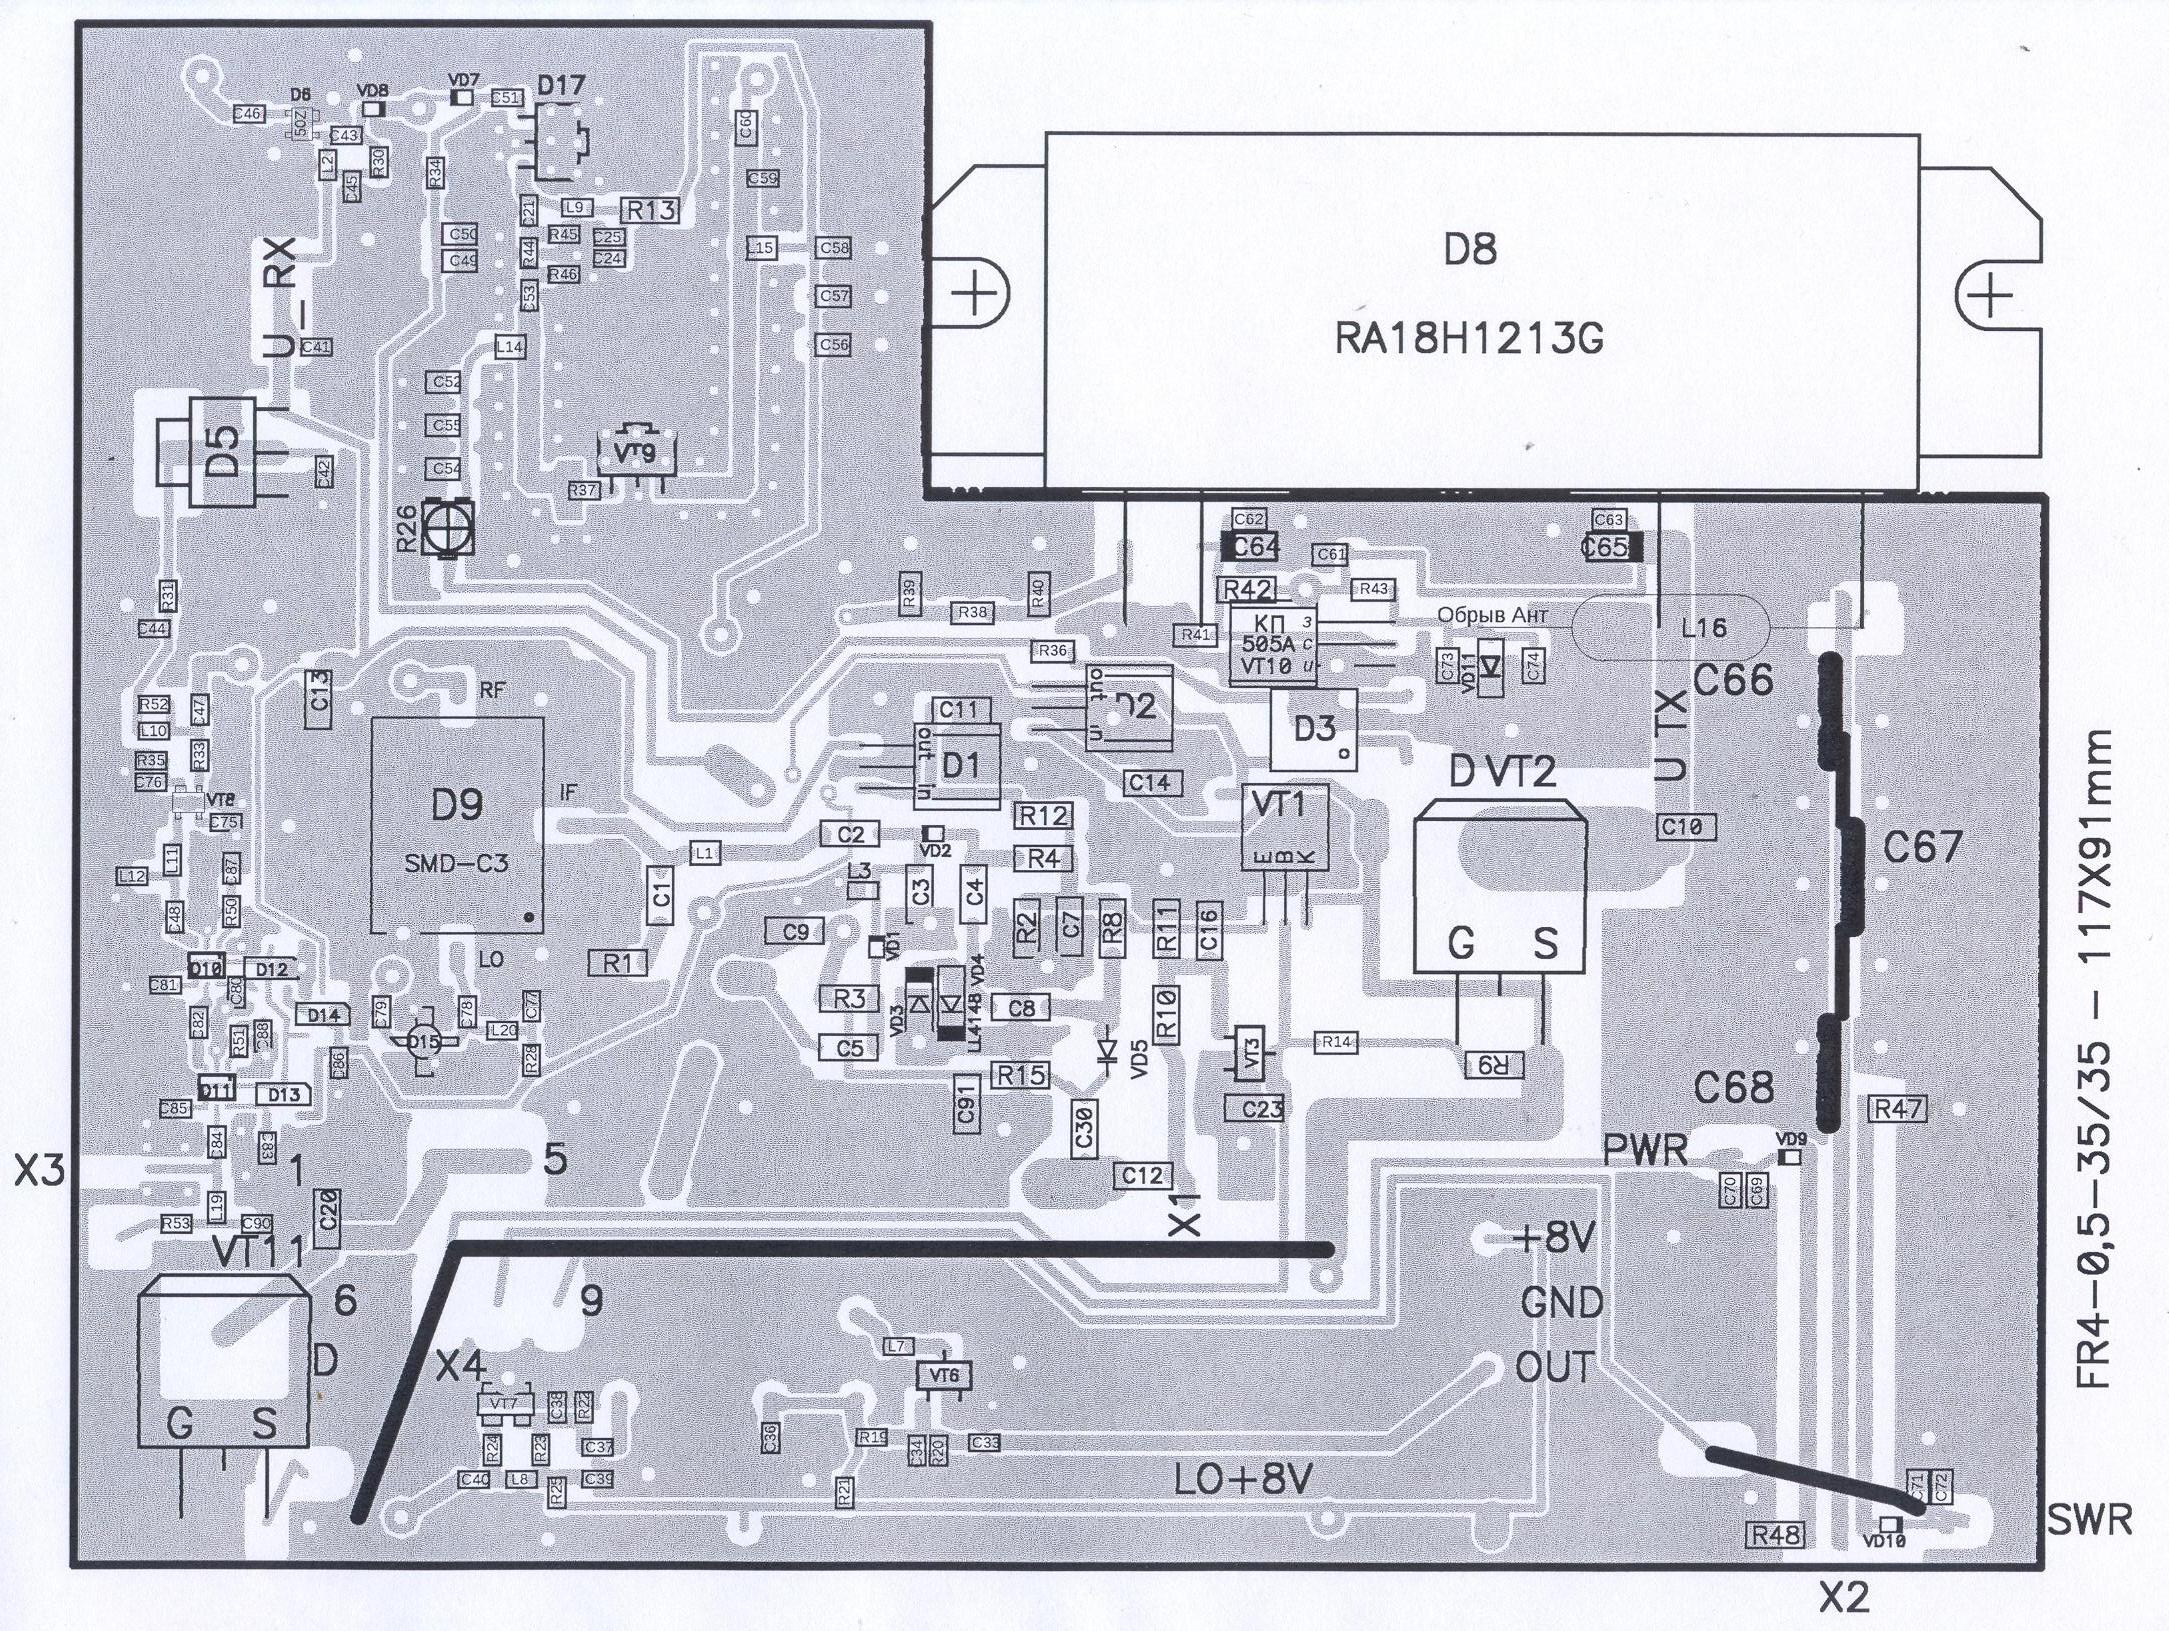 D6
VD8
VD7
D17
C46
50Z
C43
C51
L2
R30
C45
R34
C60
C59
C21
L9
R13
C50
R45
C25
C49
R44
C24
R46
C53
L15
C58
C57
C56
U_RX
C41
L14
C52
C55
C54
D5
C42
VT9
R37
R26
D8
RA18H1213G
C62
C64
C61
C63
C65
R31
C44
R39
R38
R40
R42
R43
Обрыв Ант
R41
КП
505А
VT10
з
с
и
L16
R36
C73
VD11
C74
C66
C13
RF
R52
C47
L10
R33
R35
C76
VT8
C75
D9
SMD-C3
IF
LO
C11
out
D1
in
out
D2
in
D3
C14
D VT2
U TX
C10
C67
VT1
E
B
K
G
S
L11
L12
C87
C48
R50
C1
L1
C2
VD2
R12
R4
L3
C3
C4
C9
VD1
R2
C7
R8
R11
C16
R1
R3
VD3
VD4
LL4148
C8
R10
C5
R15
VD5
VT3
R14
R9
C91
C30
C23
C12
D10
D12
C81
C80
C82
R51
C88
D14
C79
D15
C78
L20
C77
R28
C86
D11
D13
C85
C84
C83
X3
1
5
L19
C20
R53
C90
VT11
6
9
D
G
S
X4
X1
C68
R47
PWR
VD9
C70
C69
+8V
GND
OUT
L7
VT6
VT7
C38
R22
R24
R23
C37
C40
L8
R25
C39
C36
R19
C34
R20
C33
R21
LO+8V
C71
C72
R48
VD10
SWR
X2
FR4-0,5-35/35 - 117X91mm